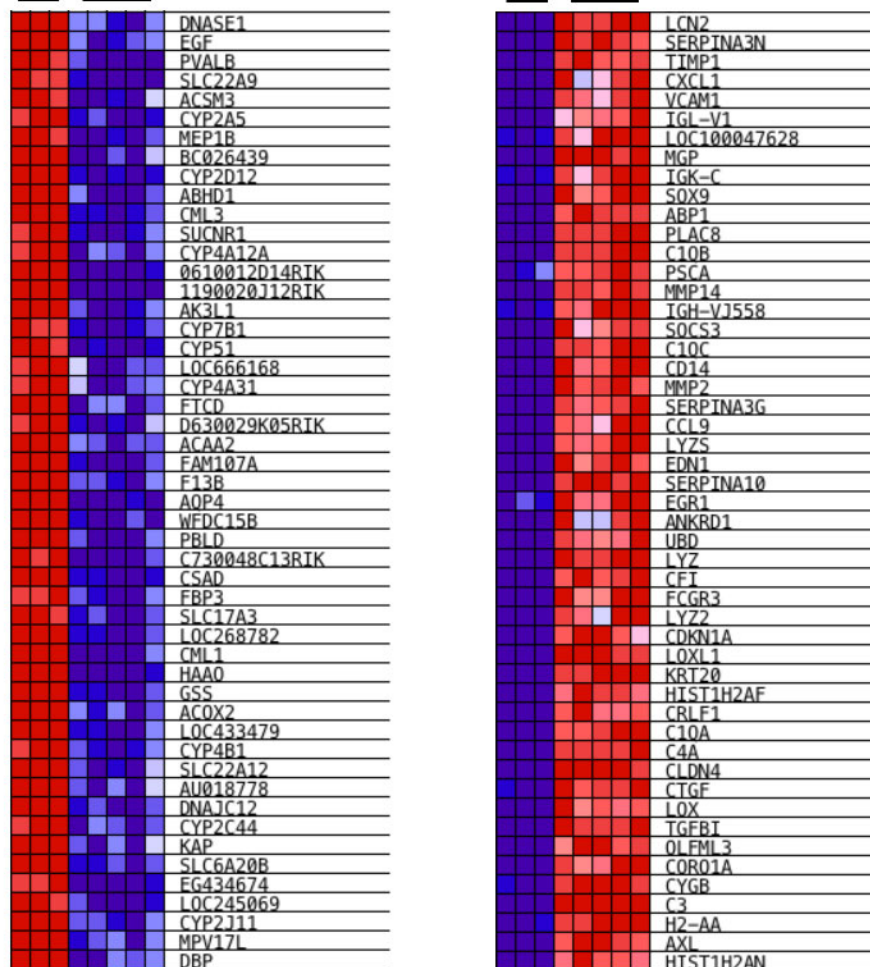 DNASE1
EGF
PVALB
SLC22A9
ACSM3
CYP2A5
MEP1B
BC026439
CYP2D12
ABHD1
CML3
SUCNR1
CYP4A12A
0610012D14RIK
1190020J12RIK
AK3L1
CYP7B1
CYP51
LOC666168
CYP4A31
FTCD
D630029K05RIK
ACAA2
FAM107A
F13B
AQP4
WFDC15B
PBLD
C730048C13RIK
CSAD
FBP3
SLC17A3
LOC268782
CML1
HAAO
GSS
ACOX2
LOC433479
CYP4B1
SLC22A12
AU018778
DNAJC12
CYP2C44
KAP
SLC6A20B
EG434674
LOC245069
CYP2J11
MPV17L
DBP
LCN2
SERPINA3N
TIMP1
CXCL1
VCAM1
IGL-V1
LOC100047628
MGP
IGK-C
SOX9
ABP1
PLAC8
C1QB
PSCA
MMP14
IGH-VJ558
SOCS3
C1QC
CD14
MMP2
SERPINA3G
CCL9
LYZS
EDN1
SERPINA10
EGR1
ANKRD1
UBD
LYZ
CFI
FCGR3
LYZ2
CDKN1A
LOXL1
KRT20
HIST1H2AF
CRLF1
C1QA
C4A
CLDN4
CTGF
LOX
TGFBI
OLFML3
CORO1A
CYGB
C3
H2-AA
AXL
HIST1H2AN